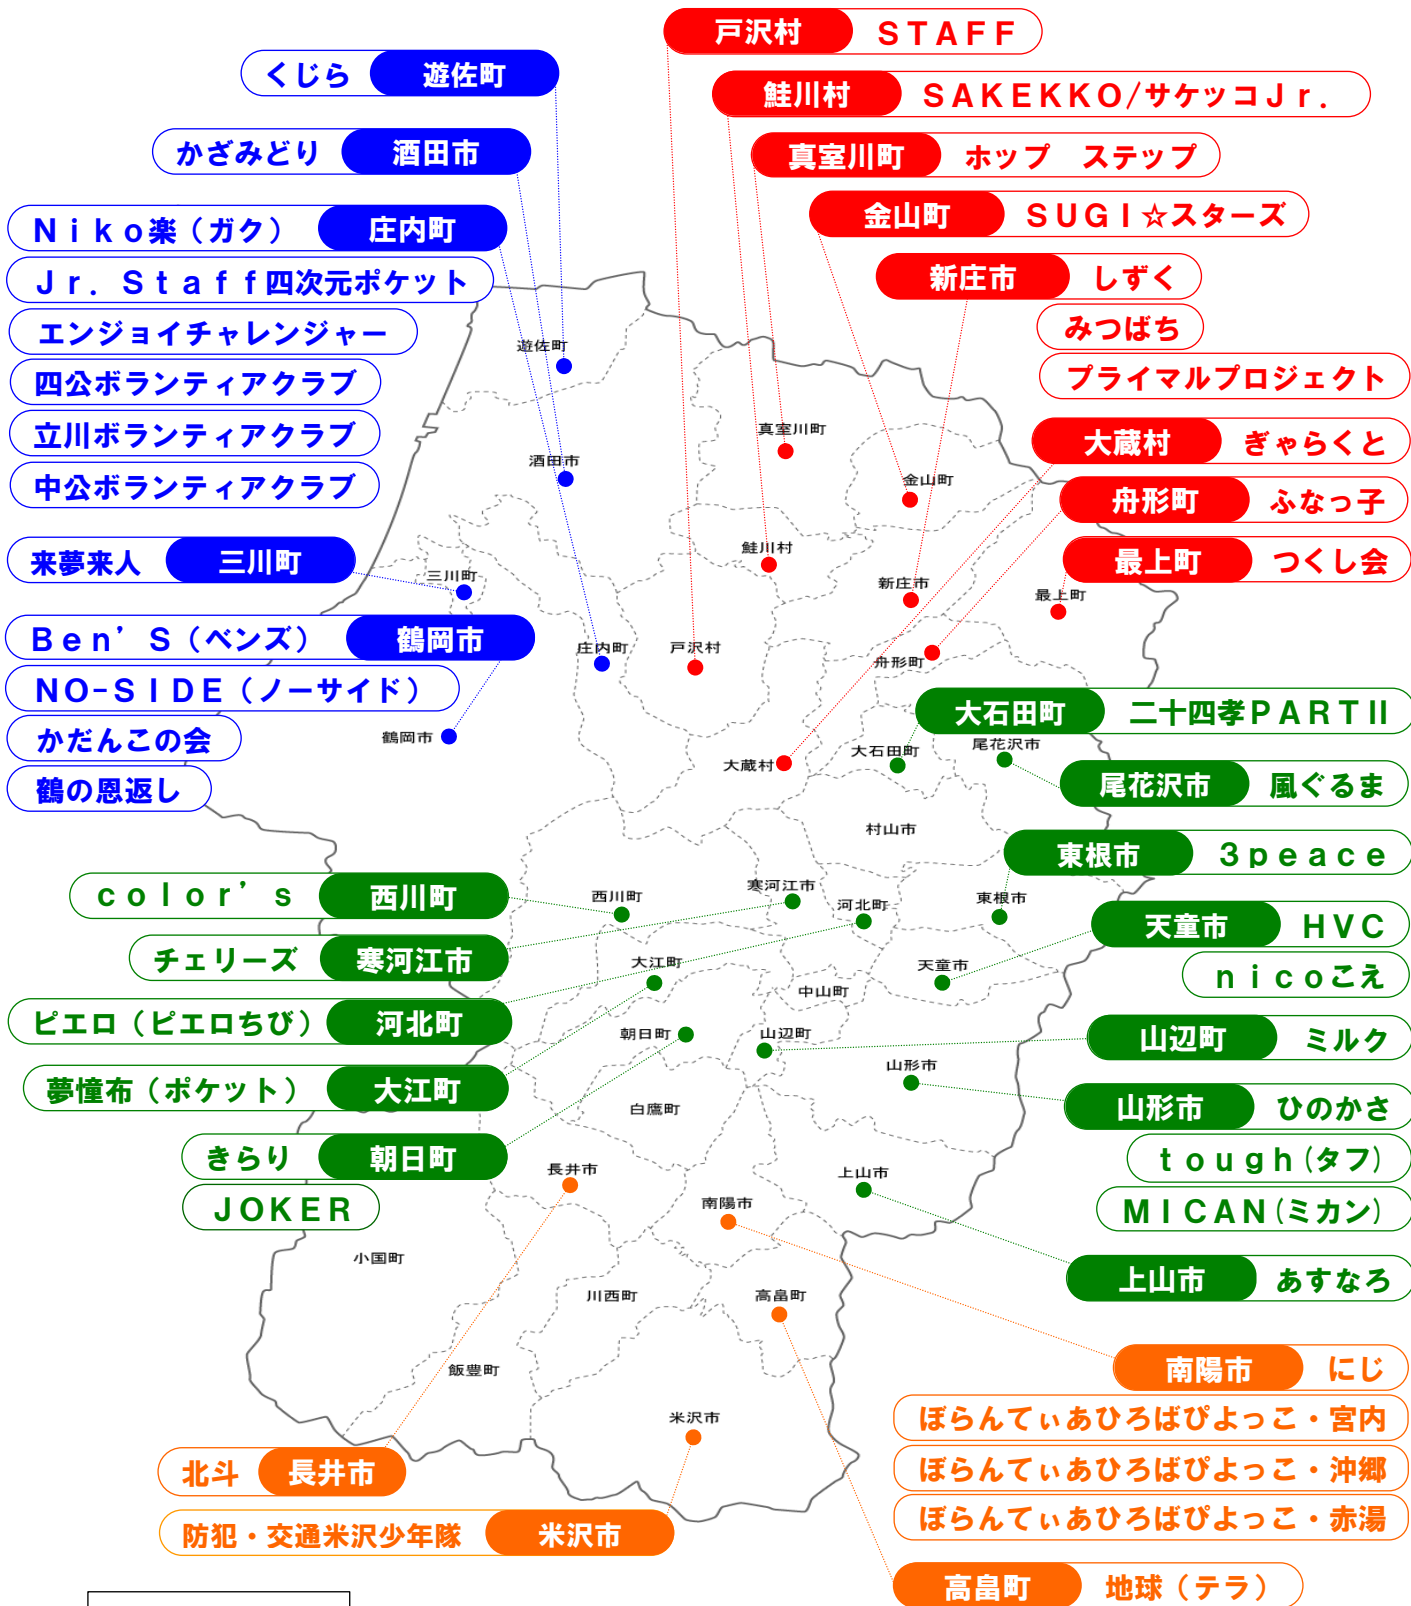 戸沢村 ＳＴＡＦＦ
くじら 遊佐町
鮭川村 ＳＡＫＥＫＫＯ/サケッコＪｒ．
かざみどり 酒田市
真室川町 ホップ　ステップ
金山町 ＳＵＧＩ☆スターズ
Ｎｉｋｏ楽（ガク） 庄内町
新庄市 しずく
Ｊｒ．Ｓｔａｆｆ四次元ポケット
みつばち
エンジョイチャレンジャー
プライマルプロジェクト
四公ボランティアクラブ
大蔵村 ぎゃらくと
立川ボランティアクラブ
中公ボランティアクラブ
舟形町 ふなっ子
来夢来人 三川町
最上町 つくし会
Ｂｅｎ’Ｓ（ベンズ） 鶴岡市
ＮＯ−ＳＩＤＥ（ノーサイド）
かだんこの会
鶴の恩返し
大石田町 二十四孝ＰＡＲＴⅡ
尾花沢市 風ぐるま
東根市 ３ｐｅａｃｅ
ｃｏｌｏｒ’ｓ 西川町
天童市 ＨＶＣ
チェリーズ 寒河江市
ｎｉｃｏこえ
ピエロ（ピエロちび） 河北町
山辺町 ミルク
夢憧布（ポケット） 大江町
山形市 ひのかさ
きらり 朝日町
ｔｏｕｇｈ(タフ)
ＪＯＫＥＲ
ＭＩＣＡＮ(ミカン)
上山市 あすなろ
南陽市 にじ
ぼらんてぃあひろばぴよっこ・宮内
北斗 長井市
ぼらんてぃあひろばぴよっこ・沖郷
防犯・交通米沢少年隊 米沢市
ぼらんてぃあひろばぴよっこ・赤湯
高畠町 地球（テラ）
遊佐町
真室川町
酒田市
金山町
鮭川村
三川町
新庄市
最上町
庄内町
戸沢村
舟形町
鶴岡市
大蔵村
大石田町
尾花沢市
村山市
西川町
寒河江市
河北町
東根市
大江町
天童市
中山町
朝日町
山辺町
山形市
白鷹町
長井市
上山市
南陽市
小国町
川西町
高畠町
飯豊町
米沢市